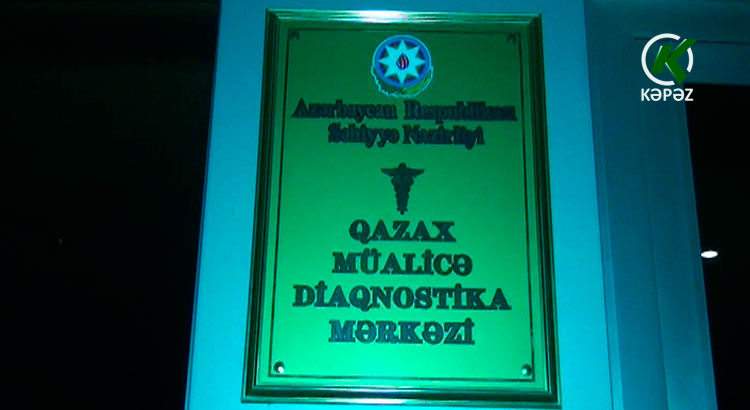 Azərbaycan Respublikası
Səhiyyə Nazirliyi
QAZAX
MÜALİCƏ
DİAQNOSTİKA
MƏRKƏZİ
KƏPƏZ